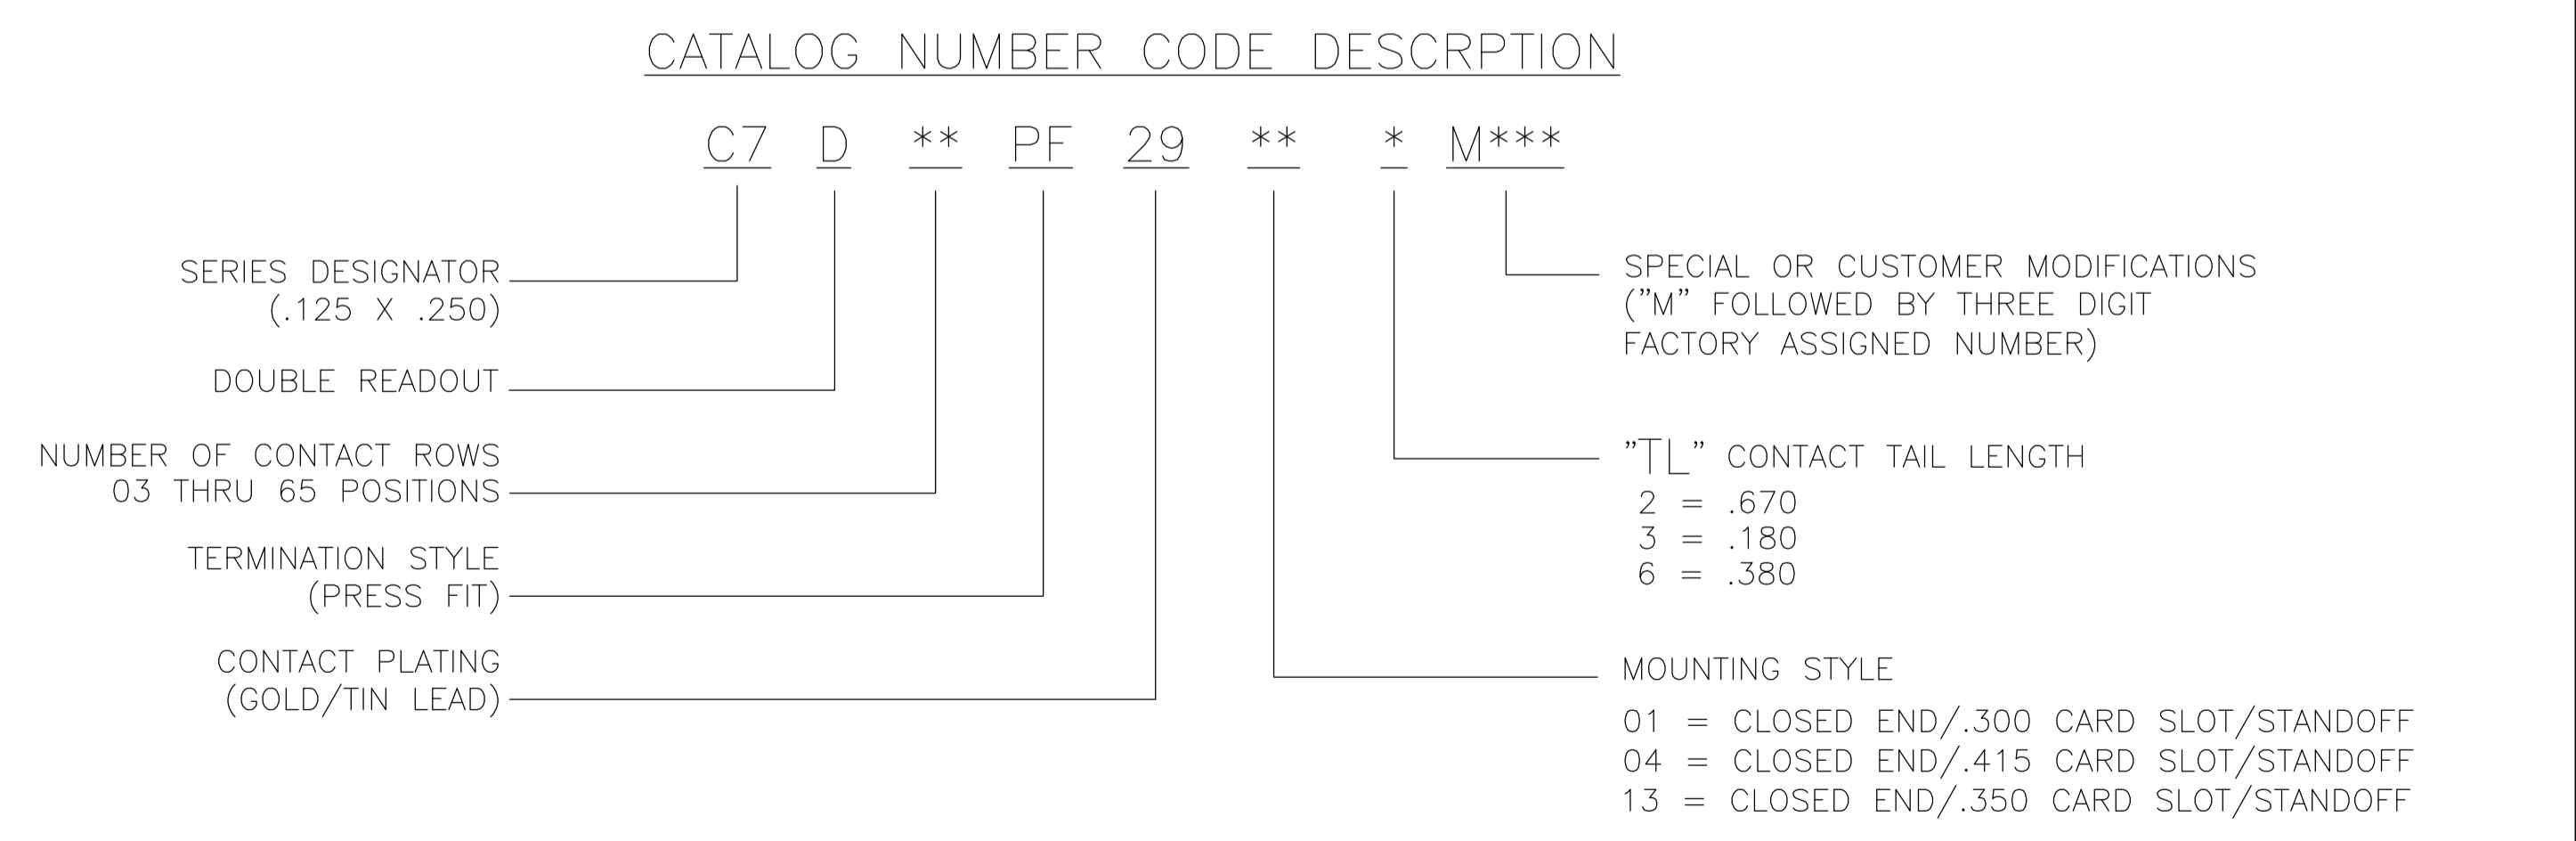 CATALOG NUMBER CODE DESCRPTION
C7 D ** PF 29 ** * M***
SERIES DESIGNATOR
(.125 X .250)
DOUBLE READOUT
NUMBER OF CONTACT ROWS
03 THRU 65 POSITIONS
TERMINATION STYLE
(PRESS FIT)
CONTACT PLATING
(GOLD/TIN LEAD)
SPECIAL OR CUSTOMER MODIFICATIONS
("M" FOLLOWED BY THREE DIGIT
FACTORY ASSIGNED NUMBER)
"TL" CONTACT TAIL LENGTH
2 = .670
3 = .180
6 = .380
MOUNTING STYLE
01 = CLOSED END/.300 CARD SLOT/STANDOFF
04 = CLOSED END/.415 CARD SLOT/STANDOFF
13 = CLOSED END/.350 CARD SLOT/STANDOFF